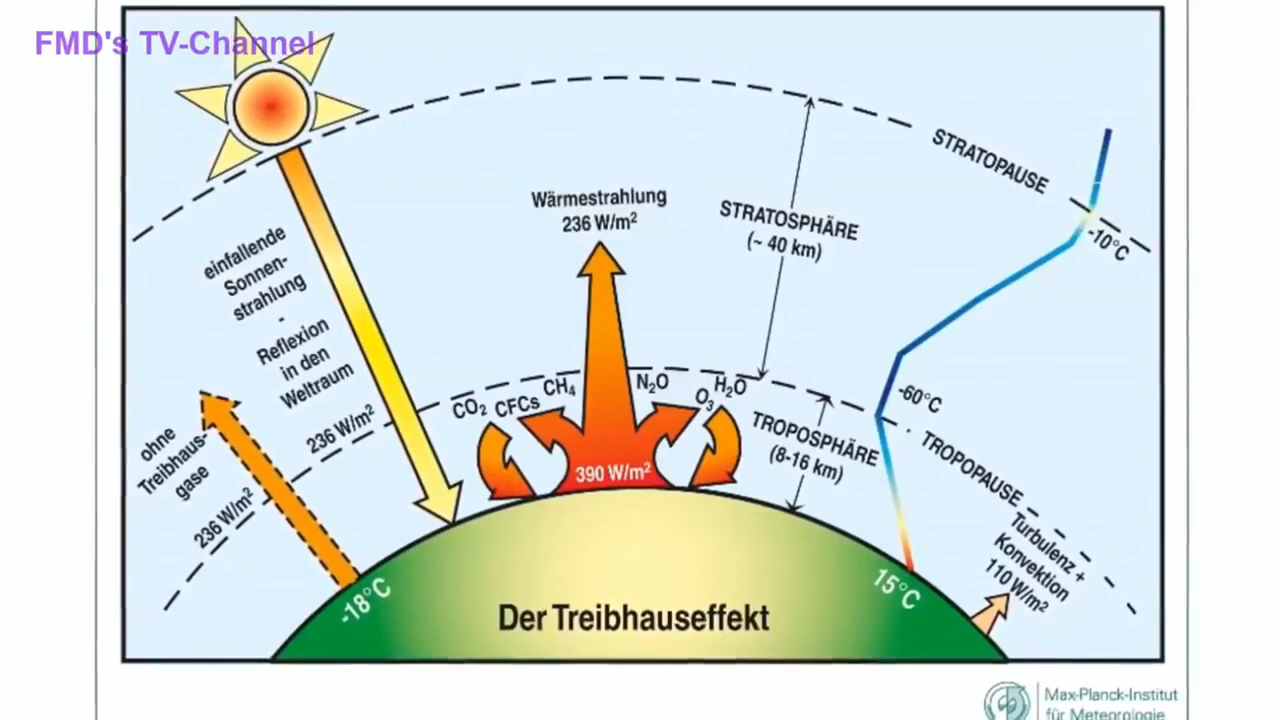 FMD's TV-Channel
STRATOPAUSE
-10°C
Wärmestrahlung
236 W/m²
STRATOSPHÄRE
(~ 40 km)
einfallende
Sonnen-
strahlung
-
Reflexion
in den
Weltraum
236 W/m²
ohne
Treibhaus-
gase
236 W/m²
CO₂
CFCs
CH₄
N₂O
O₃
H₂O
390 W/m²
TROPOSPHÄRE
(8-16 km)
-60°C
TROPOPAUSE
Turbulenz +
Konvektion
110 W/m²
-18°C
15°C
Der Treibhauseffekt
Max-Planck-Institut
für Meteorologie